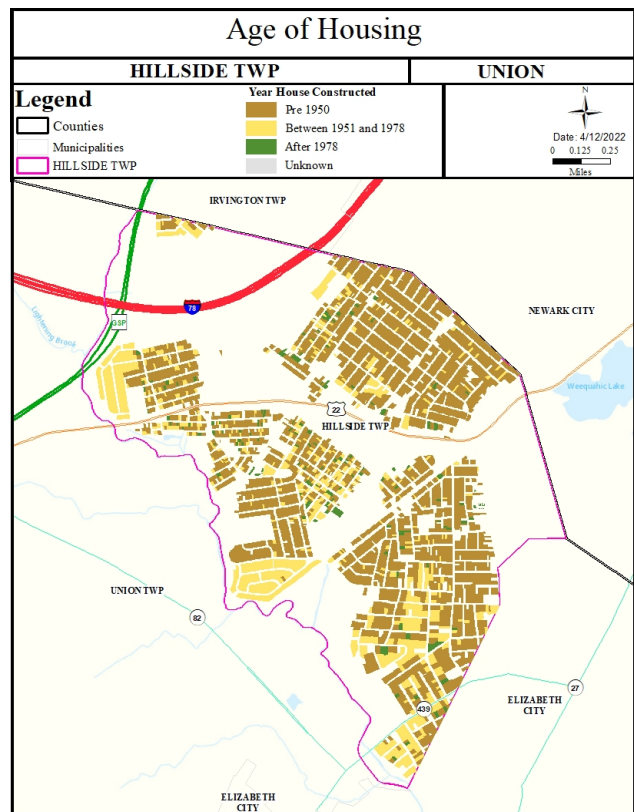 Age of Housing
HILLSIDE TWP
UNION
Legend
Counties
Municipalities
HILLSIDE TWP
Year House Constructed
Pre 1950
Between 1951 and 1978
After 1978
Unknown
N
Date: 4/12/2022
0 0.125 0.25
Miles
IRVINGTON TWP
78
NEWARK CITY
GSP
Lightening Brook
Weequahic Lake
22
HILLSIDE TWP
UNION TWP
82
27
ELIZABETH
CITY
439
ELIZABETH
CITY